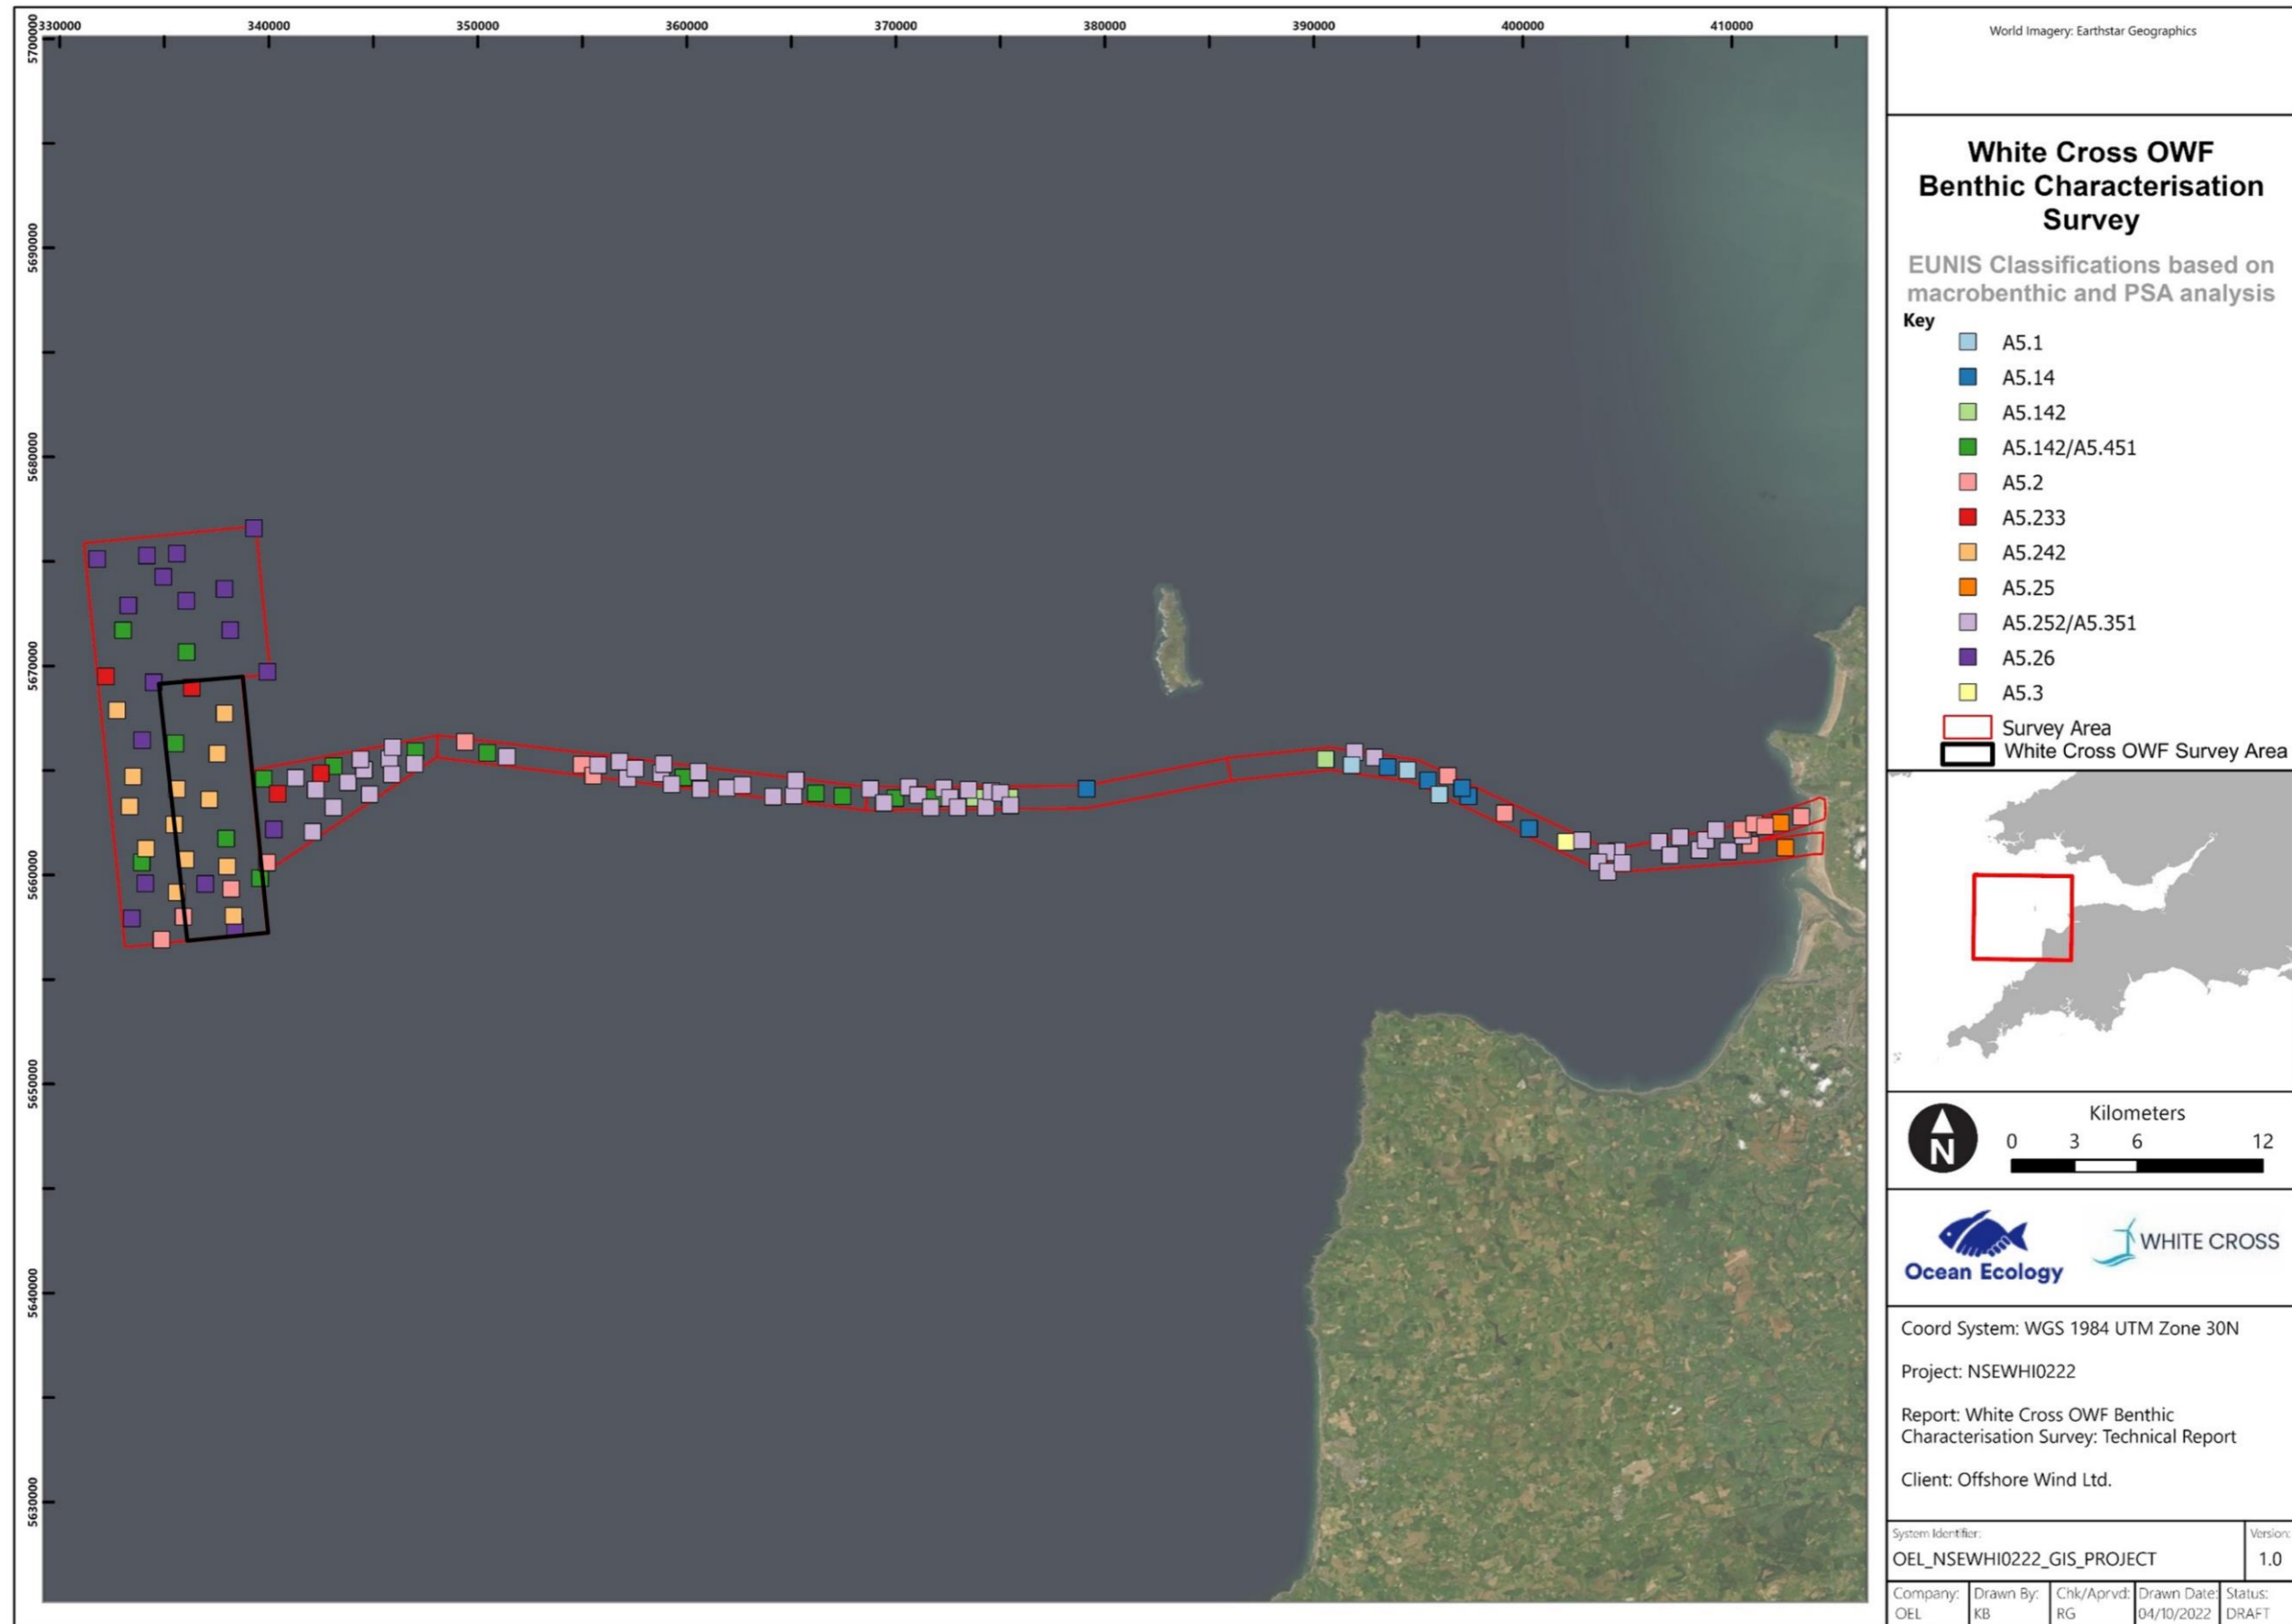 330000 340000 350000 360000 370000 380000 390000 400000 410000
5700000
5690000
5680000
5670000
5660000
5650000
5640000
5630000
World Imagery: Earthstar Geographics
White Cross OWF
Benthic Characterisation
Survey
EUNIS Classifications based on
macrobenthic and PSA analysis
Key
A5.1
A5.14
A5.142
A5.142/A5.451
A5.2
A5.233
A5.242
A5.25
A5.252/A5.351
A5.26
A5.3
Survey Area
White Cross OWF Survey Area
N
Kilometers
0 3 6 12
Ocean Ecology
WHITE CROSS
Coord System: WGS 1984 UTM Zone 30N
Project: NSEWHI0222
Report: White Cross OWF Benthic
Characterisation Survey: Technical Report
Client: Offshore Wind Ltd.
System Identifier: Version:
OEL_NSEWHI0222_GIS_PROJECT 1.0
Company: Drawn By: Chk/Aprvd: Drawn Date: Status:
OEL KB RG 04/10/2022 DRAFT